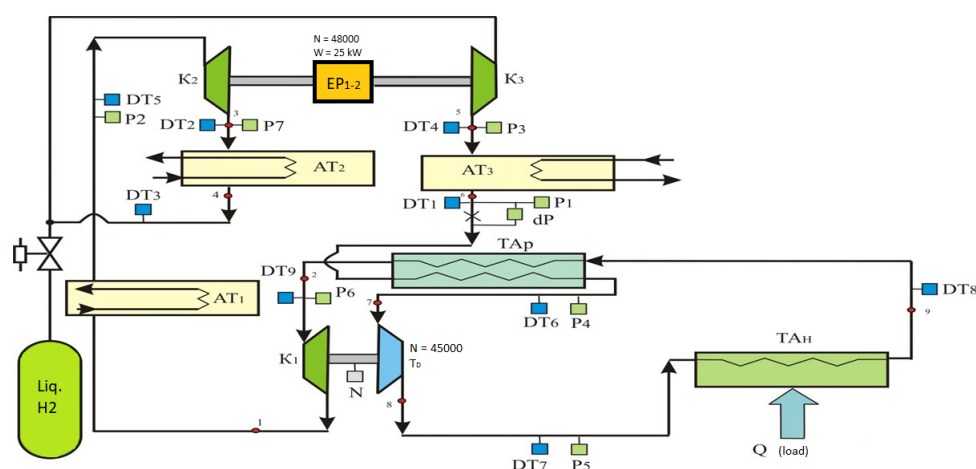 N = 48000
W = 25 kW
K2
EP1-2
K3
DT5
P2
3
DT2
P7
5
DT4
P3
AT2
AT3
4
DT3
6
DT1
P1
dP
TAp
DT9
2
P6
AT1
7
DT6
P4
DT8
9
K1
N = 45000
TD
TAH
N
8
Liq.
H2
1
DT7
P5
Q (load)